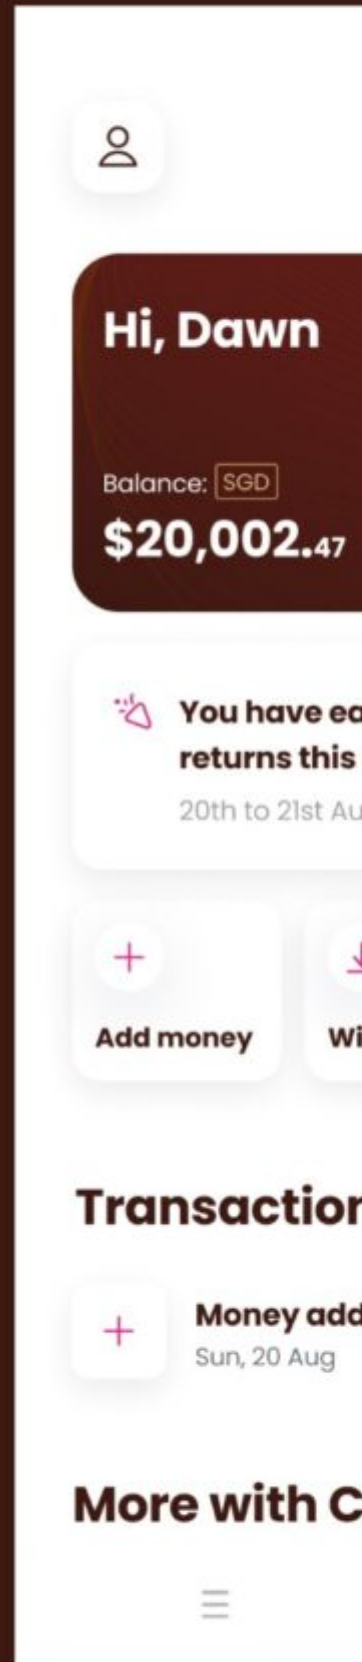 Hi, Dawn
Balance: SGD
$20,002.47
You have ea
returns this
20th to 21st Au
Add money
Wi
Transaction
Money add
Sun, 20 Aug
More with C